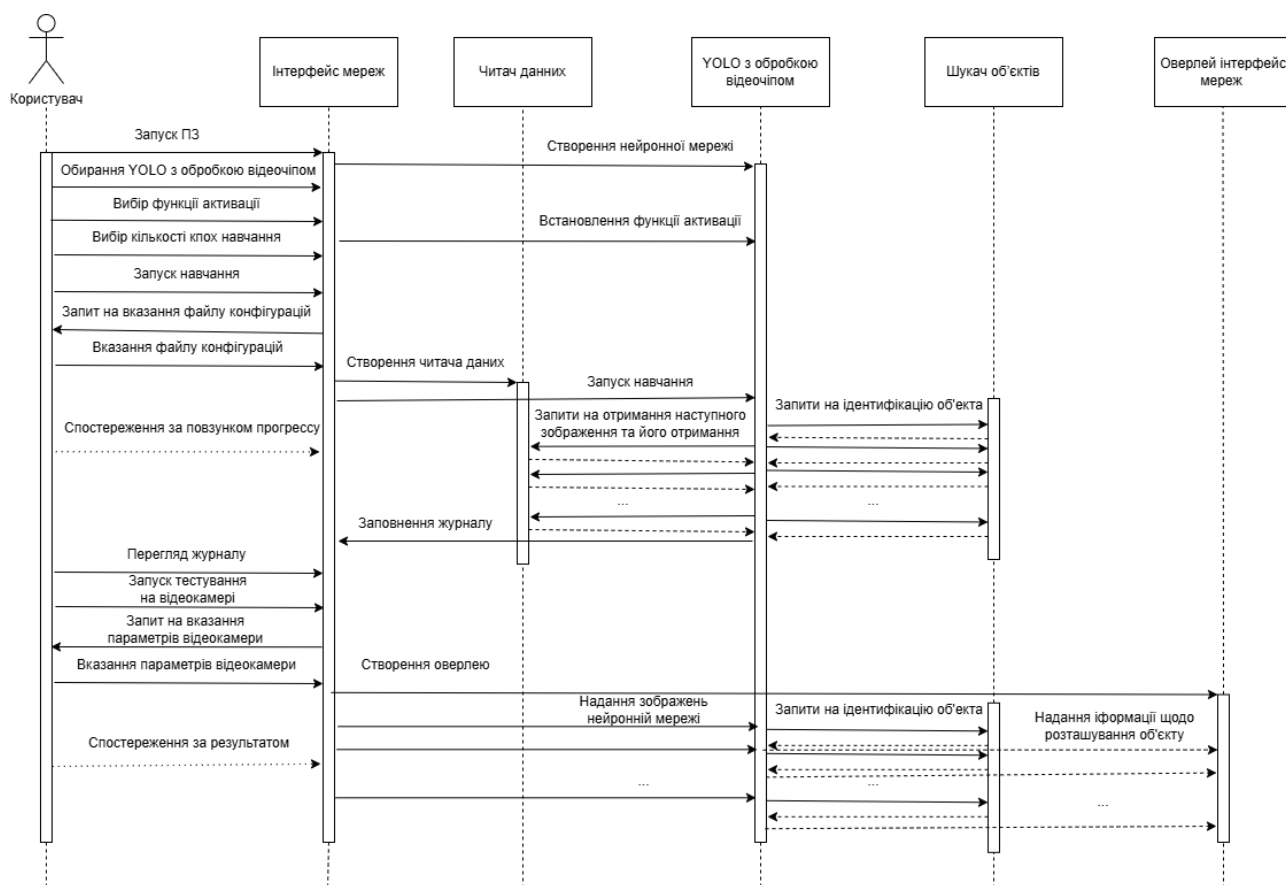 Користувач
Інтерфейс мереж
Читач данних
YOLO з обробкою
відеочіпом
Шукач об'єктів
Оверлей інтерфейс
мереж
Запуск ПЗ
Створення нейронної мережі
Обирання YOLO з обробкою відеочіпом
Вибір функції активації
Встановлення функції активації
Вибір кількості кпох навчання
Запуск навчання
Запит на вказання файлу конфігурацій
Вказання файлу конфігурацій
Створення читача даних
Запуск навчання
Запити на ідентифікацію об'екта
Запити на отримання наступного
зображення та його отримання
Спостереження за повзунком прогрессу
...
...
Заповнення журналу
Перегляд журналу
Запуск тестування
на відеокамері
Запит на вказання
параметрів відеокамери
Вказання параметрів відеокамери
Створення оверлею
Надання зображень
нейронній мережі
Запити на ідентифікацію об'екта
Надання іформації щодо
розташування об'єкту
Спостереження за результатом
...
...
...